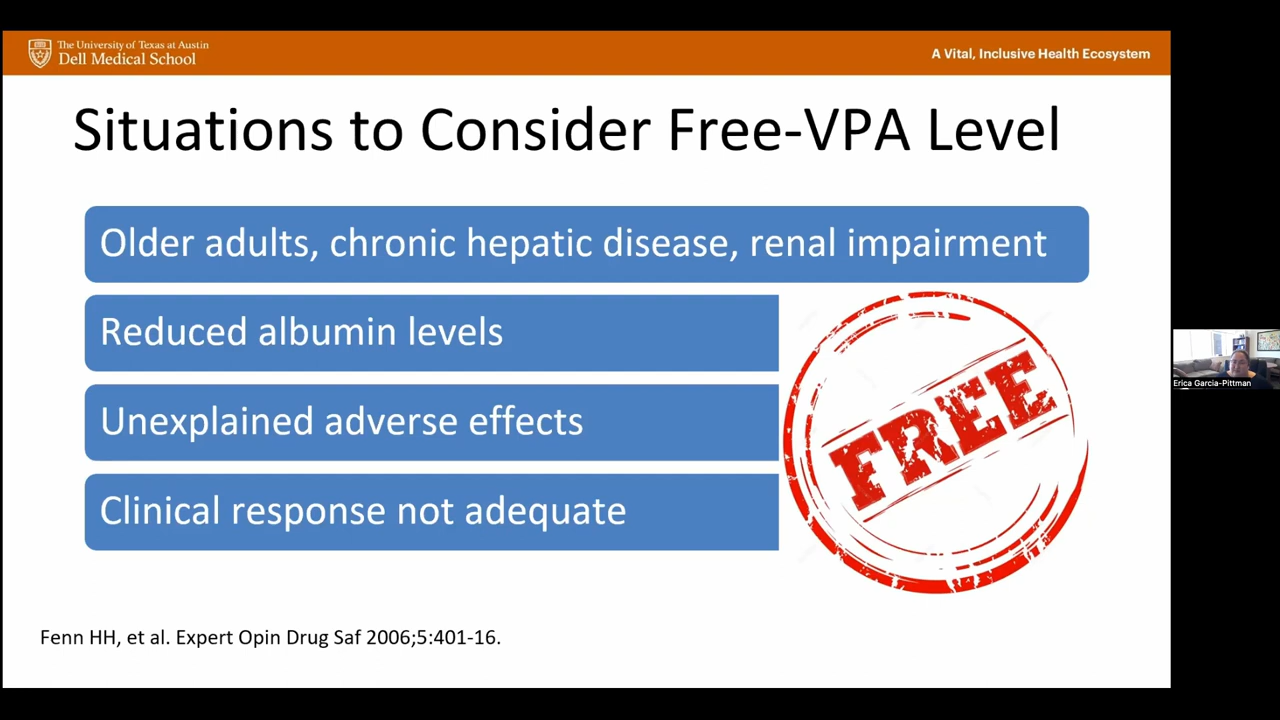 The University of Texas at Austin
Dell Medical School
A Vital, Inclusive Health Ecosystem
Situations to Consider Free-VPA Level
Older adults, chronic hepatic disease, renal impairment
Reduced albumin levels
Unexplained adverse effects
Clinical response not adequate
FREE
Erica Garcia-Pittman
Fenn HH, et al. Expert Opin Drug Saf 2006;5:401-16.